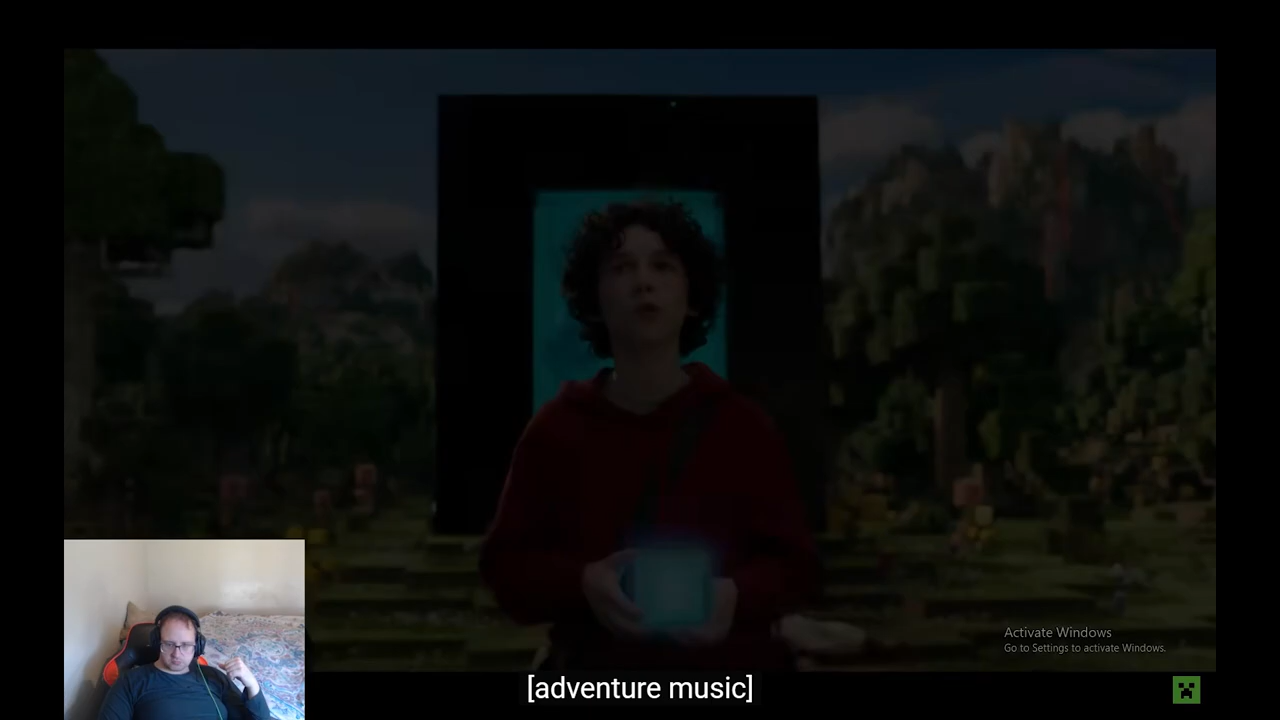 Activate Windows
Go to Settings to activate Windows.
[adventure music]